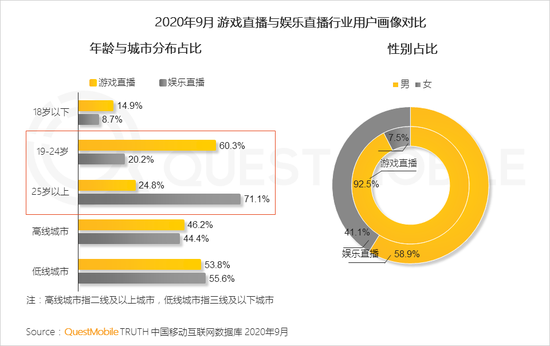 2020年9月 游戏直播与娱乐直播行业用户画像对比
年龄与城市分布占比
游戏直播 娱乐直播
18岁以下 14.9%
8.7%
19-24岁 60.3%
20.2%
25岁以上 24.8%
71.1%
高线城市 46.2%
44.4%
低线城市 53.8%
55.6%
性别占比
男 女
7.5%
游戏直播
92.5%
41.1%
娱乐直播
58.9%
QUESTMOBILE
注：高线城市指二线及以上城市，低线城市指三线及以下城市
Source：QuestMobile TRUTH 中国移动互联网数据库 2020年9月